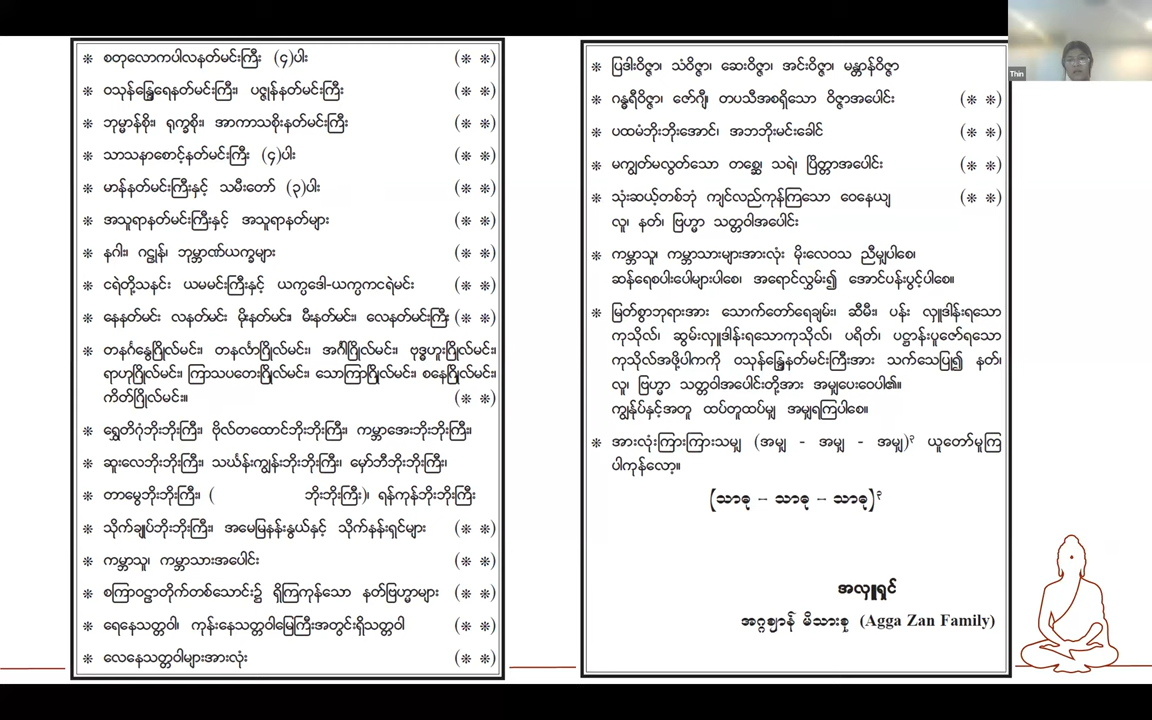 ❊ စတုလောကပါလနတ်မင်းကြီး (၄)ပါး (❊ ❊)
❊ ဝသုန်ဒြေရေနတ်မင်းကြီး၊ ပဇ္ဇုန်နတ်မင်းကြီး (❊ ❊)
❊ ဘုမ္မာန်စိုး၊ ရုက္ခစိုး၊ အာကာသစိုးနတ်မင်းကြီး (❊ ❊)
❊ သာသနာစောင့်နတ်မင်းကြီး (၄)ပါး (❊ ❊)
❊ မာန်နတ်မင်းကြီးနှင့် သမီးတော် (၃)ပါး (❊ ❊)
❊ အသူရာနတ်မင်းကြီးနှင့် အသူရာနတ်များ (❊ ❊)
❊ နဂါး၊ ဂဠုန်၊ ဘုမ္ဘာဏ်ယက္ခများ (❊ ❊)
❊ ငရဲတို့သနင်း ယမမင်းကြီးနှင့် ယက္ပဒေါ-ယက္ပကငရဲမင်း (❊ ❊)
❊ နေနတ်မင်း လနတ်မင်း မိုးနတ်မင်း၊ မီးနတ်မင်း၊ လေနတ်မင်းကြီး (❊ ❊)
❊ တနင်္ဂနွေဂြိုလ်မင်း၊ တနင်္လာဂြိုလ်မင်း၊ အင်္ဂါဂြိုလ်မင်း၊ ဗုဒ္ဓဟူးဂြိုလ်မင်း၊
ရာဟုဂြိုလ်မင်း၊ ကြာသပတေးဂြိုလ်မင်း၊ သောကြာဂြိုလ်မင်း၊ စနေဂြိုလ်မင်း၊
ကိတ်ဂြိုလ်မင်း။ (❊ ❊)
❊ ရွှေတိဂုံဘိုးဘိုးကြီး၊ ဗိုလ်တထောင်ဘိုးဘိုးကြီး၊ ကမ္ဘာအေးဘိုးဘိုးကြီး၊
❊ ဆူးလေဘိုးဘိုးကြီး၊ သင်္ဃန်းကျွန်းဘိုးဘိုးကြီး၊ မှော်ဘီဘိုးဘိုးကြီး၊
❊ တာမွေဘိုးဘိုးကြီး၊ ( ဘိုးဘိုးကြီး)၊ ရန်ကုန်ဘိုးဘိုးကြီး
❊ သိုက်ချုပ်ဘိုးဘိုးကြီး၊ အမေမြနန်းနွယ်နှင့် သိုက်နန်းရှင်များ (❊ ❊)
❊ ကမ္ဘာသူ၊ ကမ္ဘာသားအပေါင်း (❊ ❊)
❊ စကြာဝဠာတိုက်တစ်သောင်း၌ ရှိကြကုန်သော နတ်ဗြဟ္မာများ (❊ ❊)
❊ ရေနေသတ္တဝါ၊ ကုန်းနေသတ္တဝါမြေကြီးအတွင်းရှိသတ္တဝါ (❊ ❊)
❊ လေနေသတ္တဝါများအားလုံး (❊ ❊)
❊ ပြဒါးဝိဇ္ဇာ၊ သံဝိဇ္ဇာ၊ ဆေးဝိဇ္ဇာ၊ အင်းဝိဇ္ဇာ၊ မန္တာန်ဝိဇ္ဇာ
❊ ဂန္ဓရီဝိဇ္ဇာ၊ ဇော်ဂျီ၊ တပသီအစရှိသော ဝိဇ္ဇာအပေါင်း (❊ ❊)
❊ ပထမံဘိုးဘိုးအောင်၊ အဘဘိုးမင်းခေါင် (❊ ❊)
❊ မကျွတ်မလွတ်သော တစ္ဆေ၊ သရဲ၊ ပြိတ္တာအပေါင်း (❊ ❊)
❊ သုံးဆယ့်တစ်ဘုံ ကျင်လည်ကုန်ကြသော ဝေနေယျ (❊ ❊)
လူ၊ နတ်၊ ဗြဟ္မာ သတ္တဝါအပေါင်း
❊ ကမ္ဘာသူ၊ ကမ္ဘာသားများအားလုံး မိုးလေဝသ ညီမျှပါစေ၊
ဆန်ရေစပါးပေါများပါစေ၊ အရောင်လွှမ်း၍ အောင်ပန်းပွင့်ပါစေ။
❊ မြတ်စွာဘုရားအား သောက်တော်ရေချမ်း၊ ဆီမီး၊ ပန်း လှူဒါန်းရသော
ကုသိုလ်၊ ဆွမ်းလှူဒါန်းရသောကုသိုလ်၊ ပရိတ်၊ ပဋ္ဌာန်းပူဇော်ရသော
ကုသိုလ်အဖို့ပါကကို ဝသုန်ဒြေနတ်မင်းကြီးအား သက်သေပြု၍ နတ်၊
လူ၊ ဗြဟ္မာ သတ္တဝါအပေါင်းတို့အား အမျှပေးဝေပါ၏။
ကျွန်ုပ်နှင့်အတူ ထပ်တူထပ်မျှ အမျှရကြပါစေ။
❊ အားလုံးကြားကြားသမျှ (အမျှ - အမျှ - အမျှ)၃ ယူတော်မူကြ
ပါကုန်လော့။
(သာဓု – သာဓု – သာဓု)၃
အလှူရှင်
အဂ္ဂဈာန် မိသားစု (Agga Zan Family)
Thin